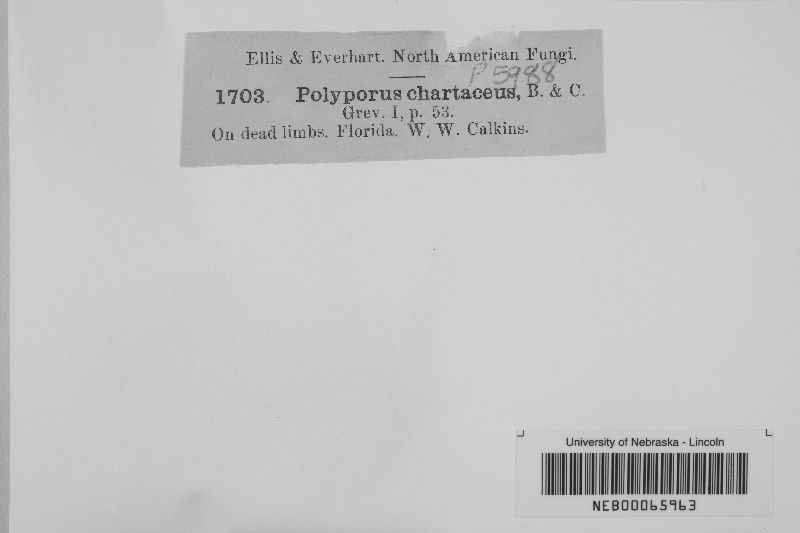 Ellis & Everhart. North American Fungi.
P 5988
1703. Polyporus chartaceus, B. & C.
Grev. I, p. 53.
On dead limbs. Florida. W. W. Calkins.
University of Nebraska - Lincoln
NEB00065963